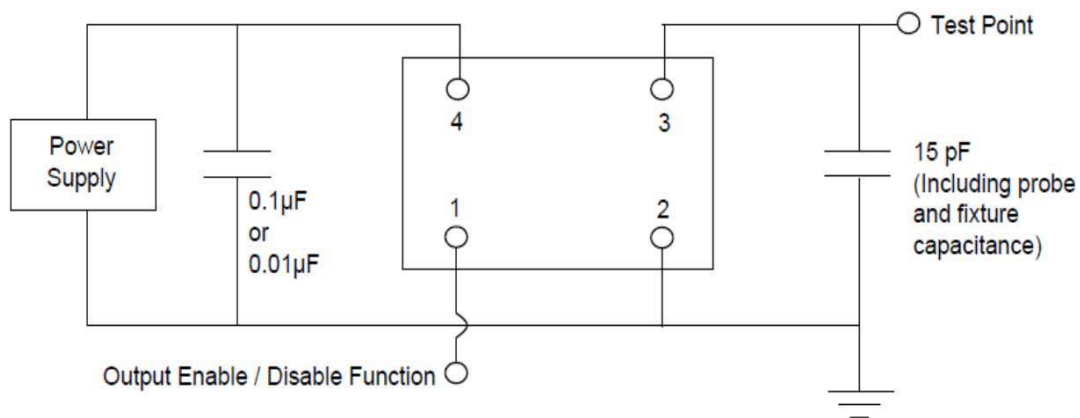 Test Point
4
3
Power
Supply
0.1µF
or
0.01µF
1
2
15 pF
(Including probe
and fixture
capacitance)
Output Enable / Disable Function